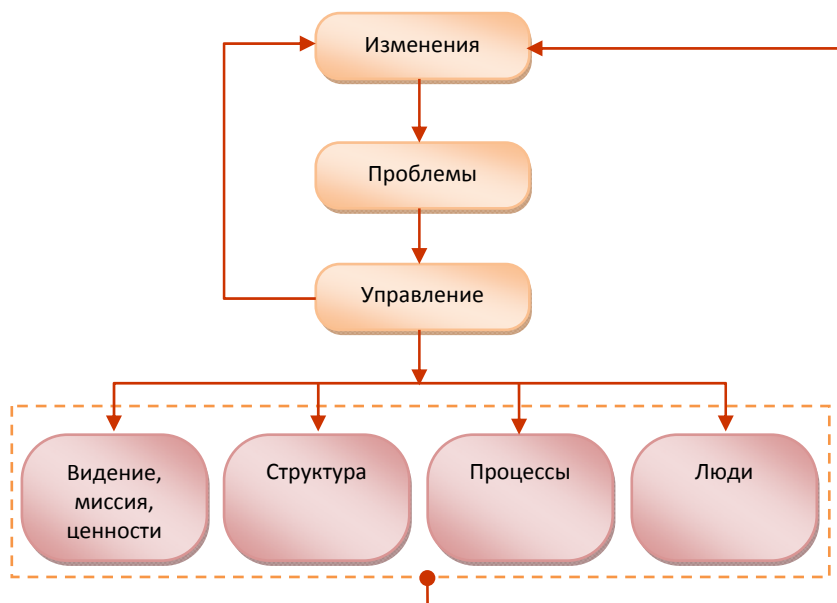 Изменения
Проблемы
Управление
Видение,
миссия,
ценности
Структура
Процессы
Люди